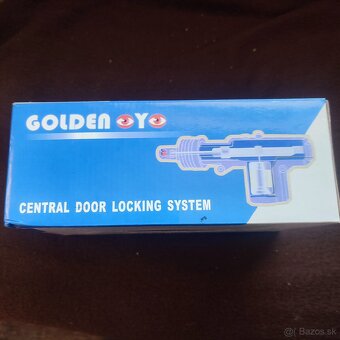 GOLDEN EYE
CENTRAL DOOR LOCKING SYSTEM
@( Bazos.sk